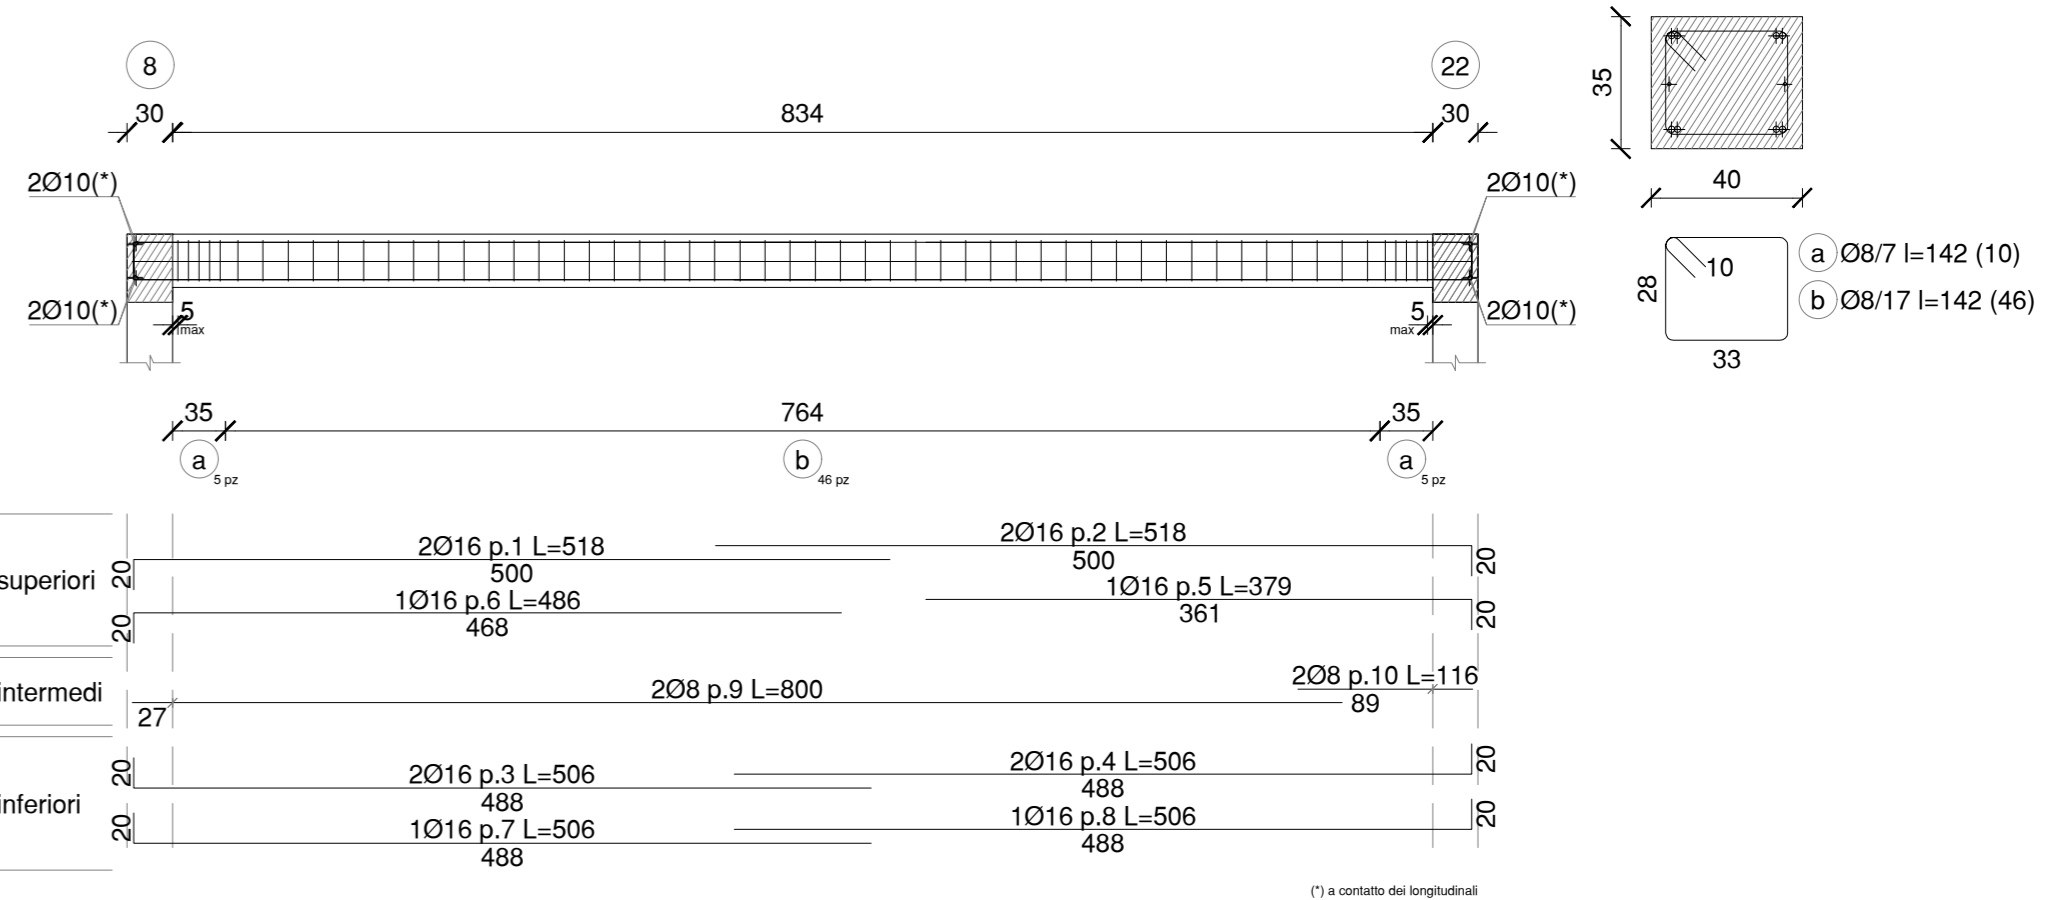 8
22
30
834
30
35
40
2Ø10(*)
2Ø10(*)
2Ø10(*)
2Ø10(*)
5
max
5
max
28
10
33
a Ø8/7 l=142 (10)
b Ø8/17 l=142 (46)
35
764
35
a
5 pz
b
46 pz
a
5 pz
superiori
2Ø16 p.1 L=518
500
20
2Ø16 p.2 L=518
500
20
1Ø16 p.6 L=486
468
20
1Ø16 p.5 L=379
361
20
intermedi
2Ø8 p.9 L=800
27
2Ø8 p.10 L=116
89
inferiori
2Ø16 p.3 L=506
488
20
2Ø16 p.4 L=506
488
20
1Ø16 p.7 L=506
488
20
1Ø16 p.8 L=506
488
20
(*) a contatto dei longitudinali